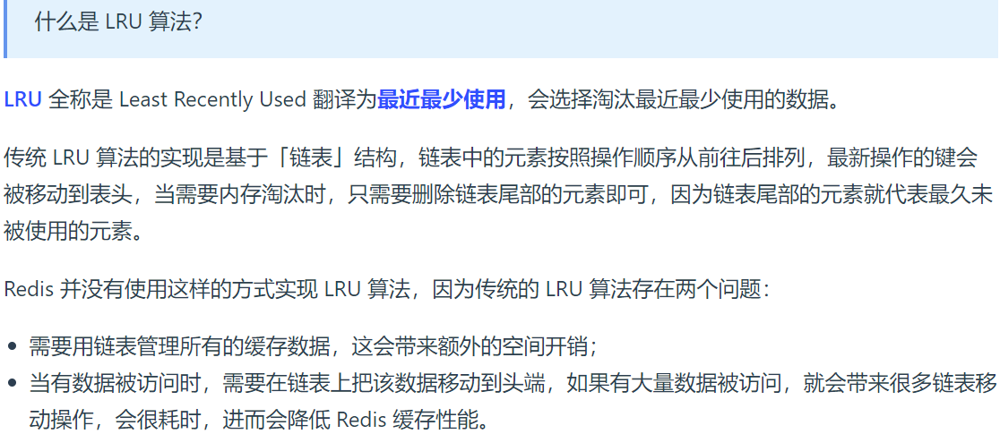 什么是 LRU 算法？
LRU 全称是 Least Recently Used 翻译为最近最少使用，会选择淘汰最近最少使用的数据。
传统 LRU 算法的实现是基于「链表」结构，链表中的元素按照操作顺序从前往后排列，最新操作的键会
被移动到表头，当需要内存淘汰时，只需要删除链表尾部的元素即可，因为链表尾部的元素就代表最久未
被使用的元素。
Redis 并没有使用这样的方式实现 LRU 算法，因为传统的 LRU 算法存在两个问题：
• 需要用链表管理所有的缓存数据，这会带来额外的空间开销；
• 当有数据被访问时，需要在链表上把该数据移动到头端，如果有大量数据被访问，就会带来很多链表移
动操作，会很耗时，进而会降低 Redis 缓存性能。